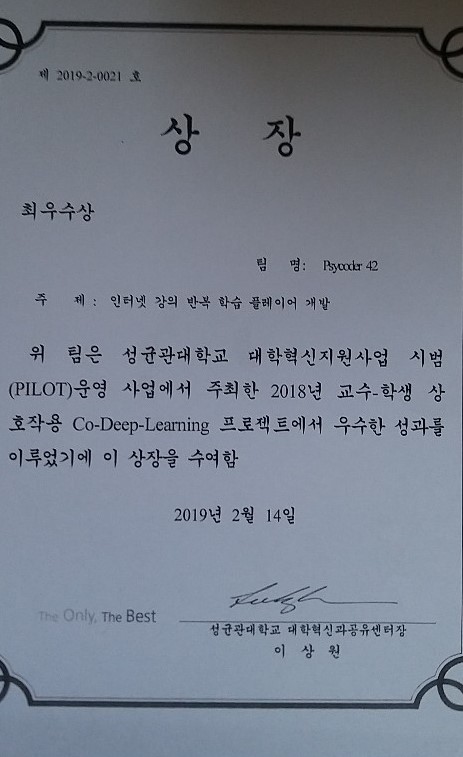 제 2019-2-0021 호
상 장
최우수상
팀 명: Psycoder 42
주 제: 인터넷 강의 반복 학습 플레이어 개발
위 팀은 성균관대학교 대학혁신지원사업 시범
(PILOT)운영 사업에서 주최한 2018년 교수-학생 상
호작용 Co-Deep-Learning 프로젝트에서 우수한 성과를
이루었기에 이 상장을 수여함
2019년 2월 14일
The Only, The Best
성균관대학교 대학혁신과공유센터장
이 상 원